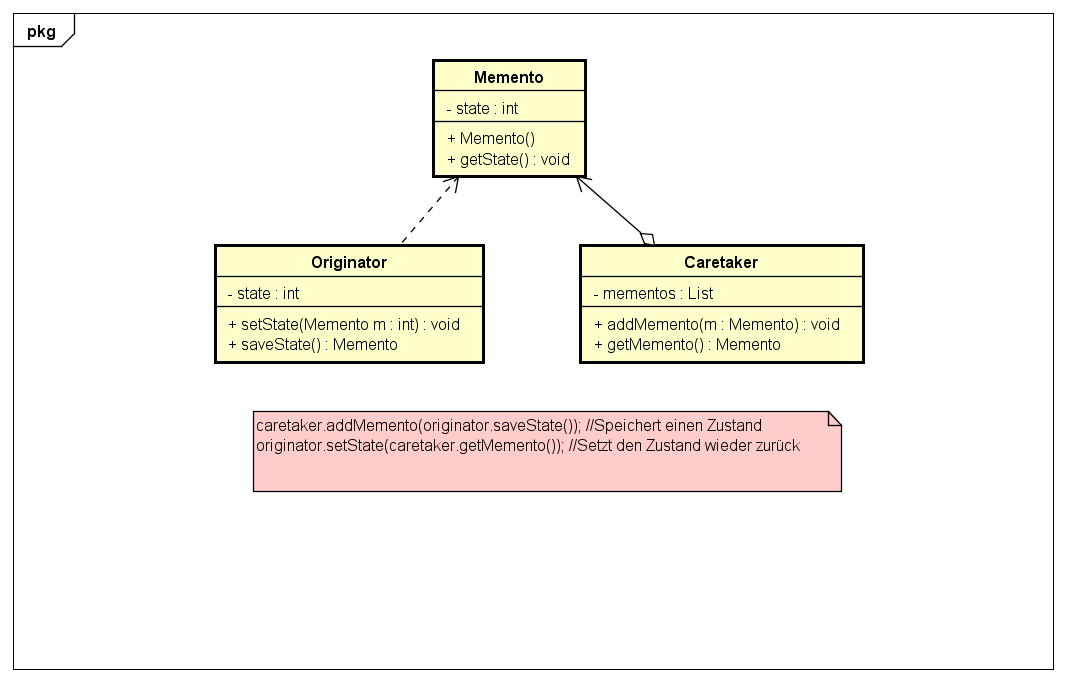 pkg
Memento
- state : int
+ Memento()
+ getState() : void
Originator
- state : int
+ setState(Memento m : int) : void
+ saveState() : Memento
Caretaker
- mementos : List
+ addMemento(m : Memento) : void
+ getMemento() : Memento
caretaker.addMemento(originator.saveState()); //Speichert einen Zustand
originator.setState(caretaker.getMemento()); //Setzt den Zustand wieder zurück